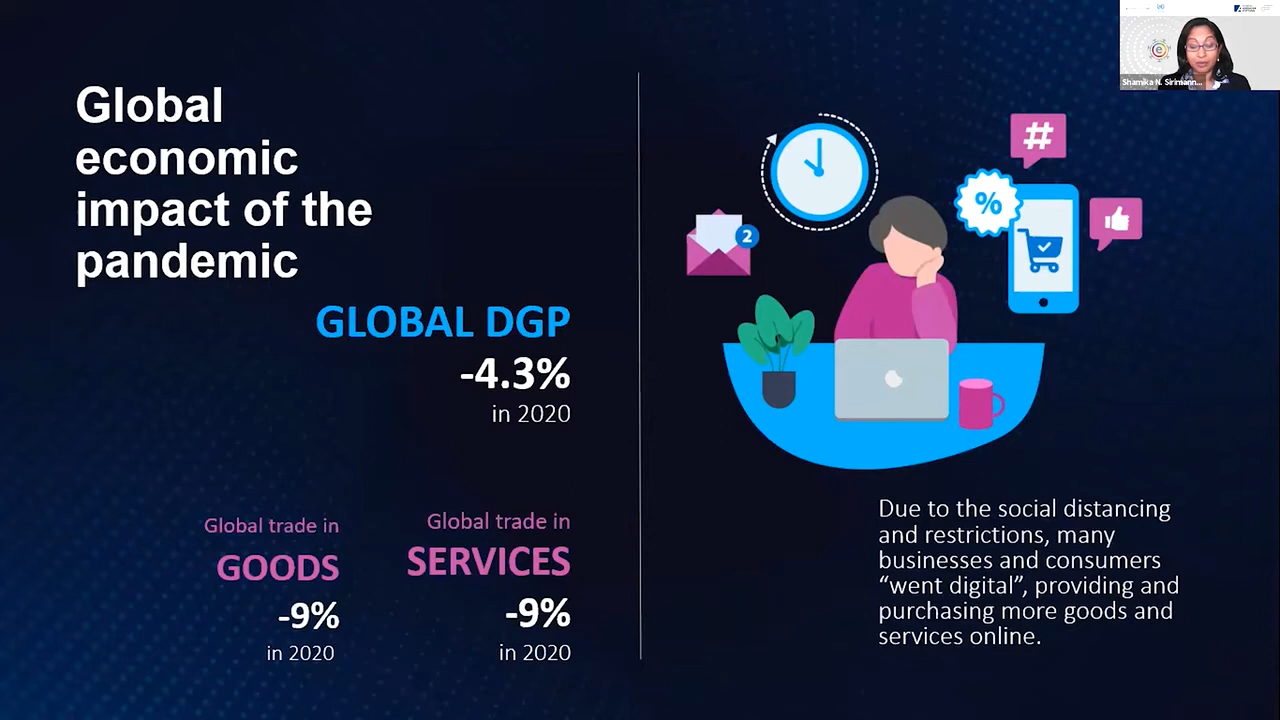 Global
economic
impact of the
pandemic
GLOBAL DGP
-4.3%
in 2020
Global trade in
GOODS
-9%
in 2020
Global trade in
SERVICES
-9%
in 2020
2
%
#
Due to the social distancing
and restrictions, many
businesses and consumers
“went digital”, providing and
purchasing more goods and
services online.
e
Shamika N. Sirimann...